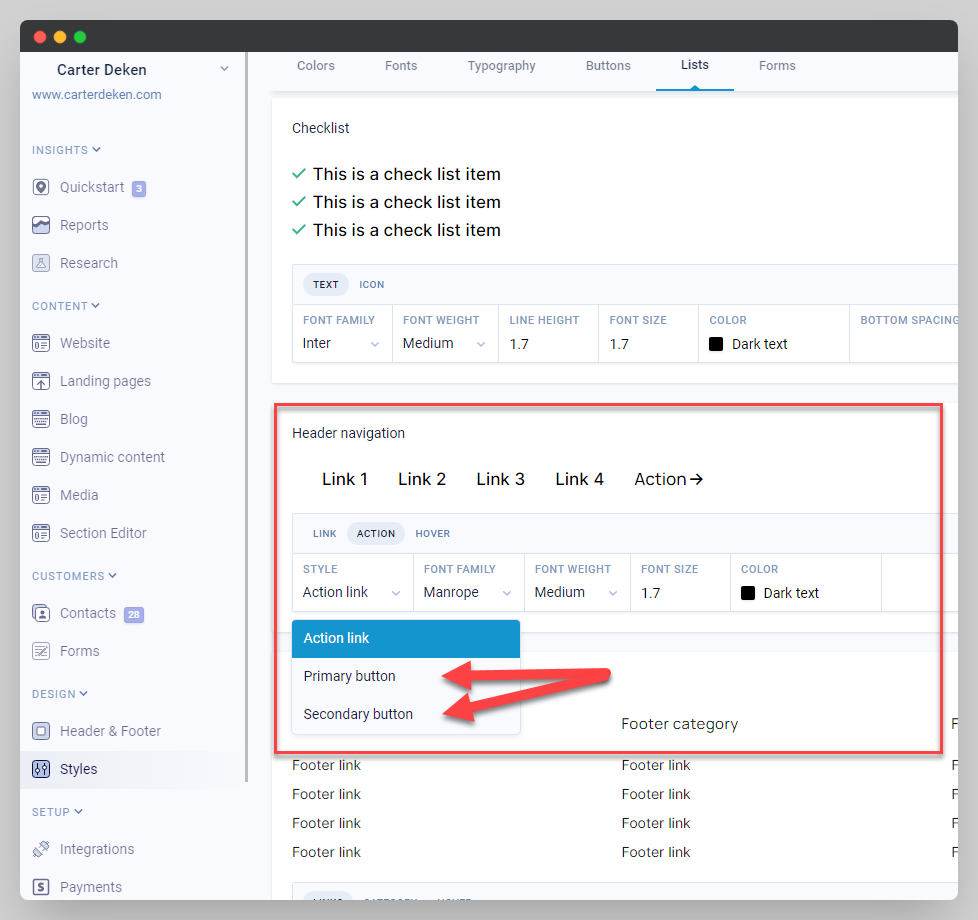 Carter Deken
www.carterdeken.com
INSIGHTS
Quickstart 3
Reports
Research
CONTENT
Website
Landing pages
Blog
Dynamic content
Media
Section Editor
CUSTOMERS
Contacts 28
Forms
DESIGN
Header & Footer
Styles
SETUP
Integrations
Payments
Colors Fonts Typography Buttons Lists Forms
Checklist
This is a check list item
This is a check list item
This is a check list item
TEXT ICON
FONT FAMILY FONT WEIGHT LINE HEIGHT FONT SIZE COLOR BOTTOM SPACING
Inter Medium 1.7 1.7 Dark text
Header navigation
Link 1 Link 2 Link 3 Link 4 Action
LINK ACTION HOVER
STYLE FONT FAMILY FONT WEIGHT FONT SIZE COLOR
Action link Manrope Medium 1.7 Dark text
Action link
Primary button
Secondary button
Footer category F
Footer link Footer link F
Footer link Footer link F
Footer link Footer link F
Footer link Footer link F